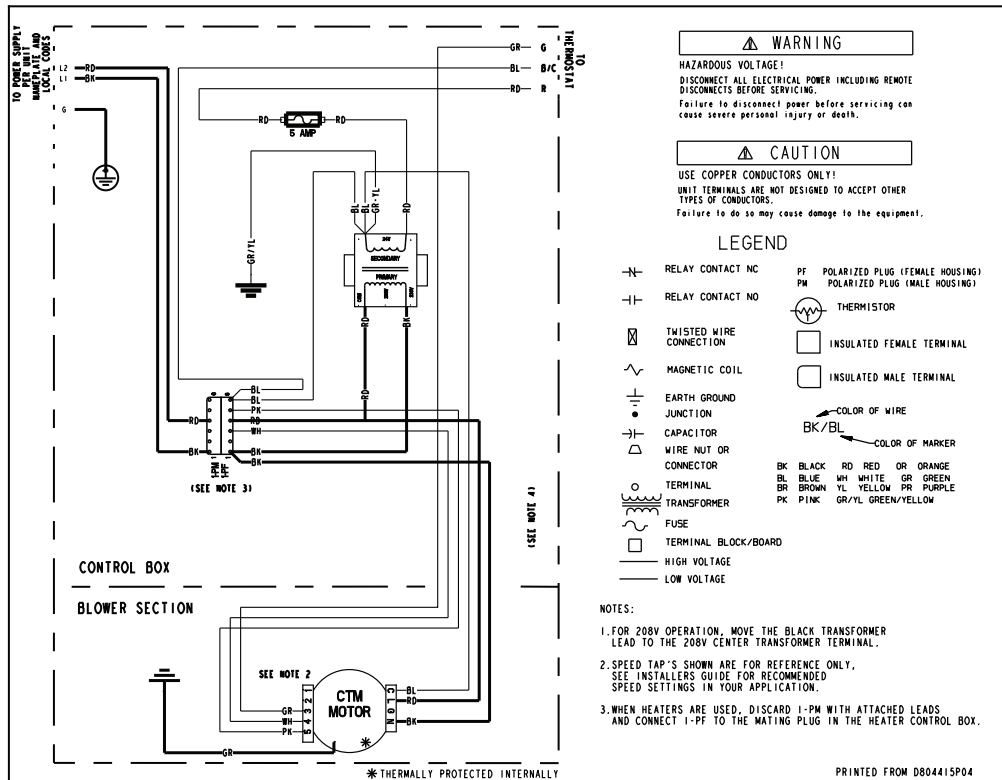 TO POWER SUPPLY
PER UNIT
NAMEPLATE AND
LOCAL CODES
L2
RD
L1
BK
G
GR
G
BL
B/C
RD
R
TO
THERMOSTAT
RD
RD
5 AMP
BL
BL
GR-YL
RD
GR/YL
24V
SECONDARY
PRIMARY
COM
208V
230V
RD
BK
RD
BL
BL
PK
RD
RD
WH
BK
BK
BK
6
6
1
1
1-PM
1-PF
(SEE NOTE 3)
(SEE NOTE 4)
CONTROL BOX
BLOWER SECTION
SEE NOTE 2
CTM
MOTOR
1
2
3
4
5
GR
WH
PK
C
L
G
N
BL
RD
BK
GR
*
* THERMALLY PROTECTED INTERNALLY
WARNING
HAZARDOUS VOLTAGE!
DISCONNECT ALL ELECTRICAL POWER INCLUDING REMOTE
DISCONNECTS BEFORE SERVICING.
Failure to disconnect power before servicing can
cause severe personal injury or death.
CAUTION
USE COPPER CONDUCTORS ONLY!
UNIT TERMINALS ARE NOT DESIGNED TO ACCEPT OTHER
TYPES OF CONDUCTORS.
Failure to do so may cause damage to the equipment.
LEGEND
RELAY CONTACT NC
RELAY CONTACT NO
TWISTED WIRE
CONNECTION
MAGNETIC COIL
EARTH GROUND
JUNCTION
CAPACITOR
WIRE NUT OR
CONNECTOR
TERMINAL
TRANSFORMER
FUSE
TERMINAL BLOCK/BOARD
HIGH VOLTAGE
LOW VOLTAGE
PF POLARIZED PLUG (FEMALE HOUSING)
PM POLARIZED PLUG (MALE HOUSING)
THERMISTOR
INSULATED FEMALE TERMINAL
INSULATED MALE TERMINAL
COLOR OF WIRE
BK/BL
COLOR OF MARKER
BK BLACK RD RED OR ORANGE
BL BLUE WH WHITE GR GREEN
BR BROWN YL YELLOW PR PURPLE
PK PINK GR/YL GREEN/YELLOW
NOTES:
1.FOR 208V OPERATION, MOVE THE BLACK TRANSFORMER
LEAD TO THE 208V CENTER TRANSFORMER TERMINAL.
2.SPEED TAP'S SHOWN ARE FOR REFERENCE ONLY,
SEE INSTALLERS GUIDE FOR RECOMMENDED
SPEED SETTINGS IN YOUR APPLICATION.
3.WHEN HEATERS ARE USED, DISCARD 1-PM WITH ATTACHED LEADS
AND CONNECT 1-PF TO THE MATING PLUG IN THE HEATER CONTROL BOX.
PRINTED FROM D804415P04